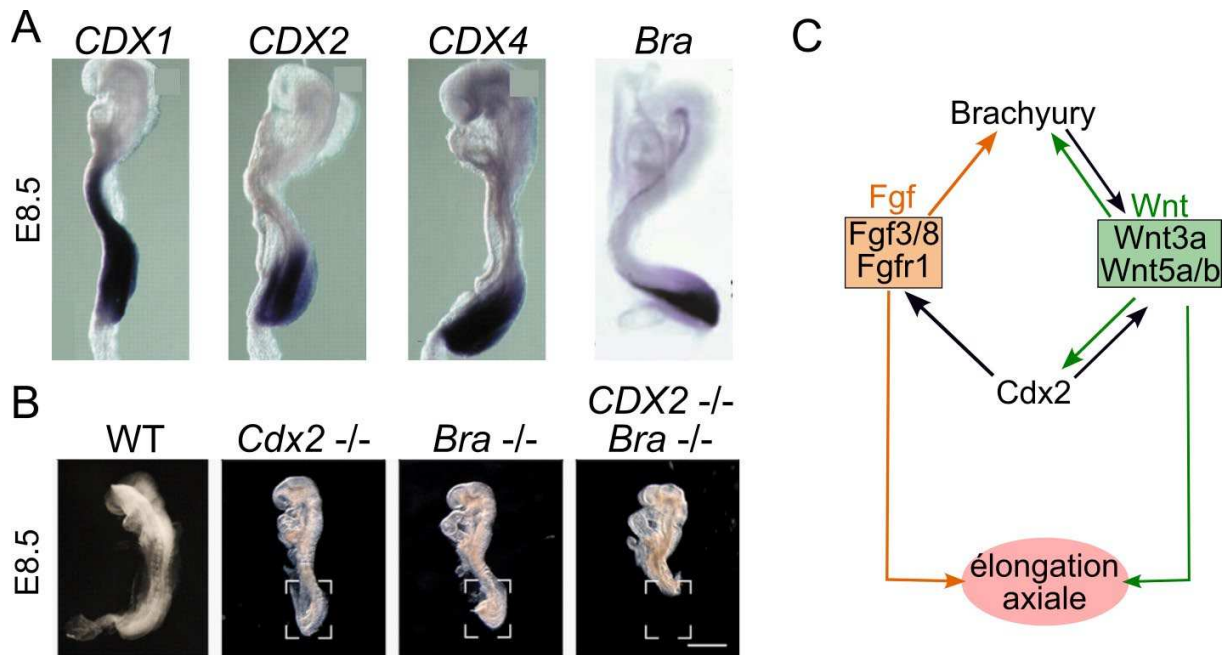 A
CDX1 CDX2 CDX4 Bra
E8.5
B
WT Cdx2 -/- Bra -/- CDX2 -/-
Bra -/-
E8.5
C
Brachyury
Fgf
Fgf3/8
Fgfr1
Wnt
Wnt3a
Wnt5a/b
Cdx2
élongation
axiale